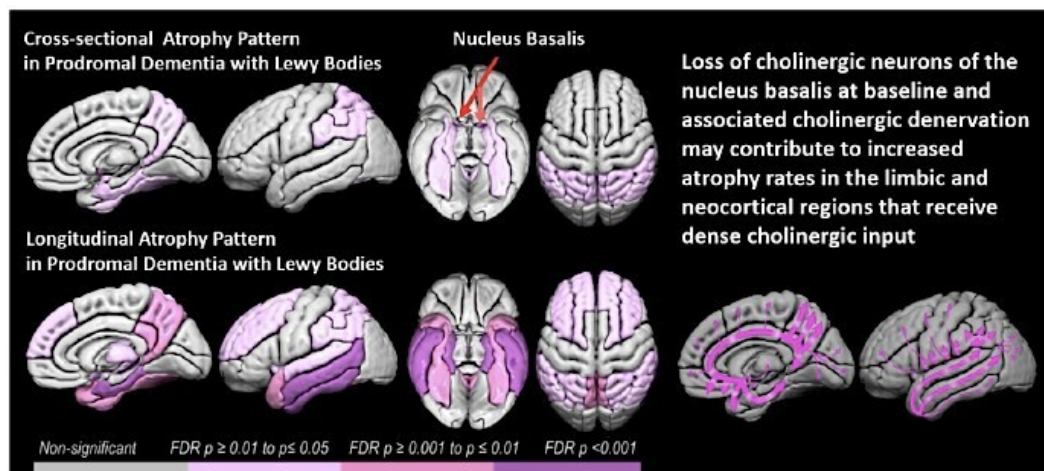 Cross-sectional Atrophy Pattern
in Prodromal Dementia with Lewy Bodies
Nucleus Basalis
Loss of cholinergic neurons of the
nucleus basalis at baseline and
associated cholinergic denervation
may contribute to increased
atrophy rates in the limbic and
neocortical regions that receive
dense cholinergic input
Longitudinal Atrophy Pattern
in Prodromal Dementia with Lewy Bodies
Non-significant
FDR p ≥ 0.01 to p≤ 0.05
FDR p ≥ 0.001 to p ≤ 0.01
FDR p <0.001